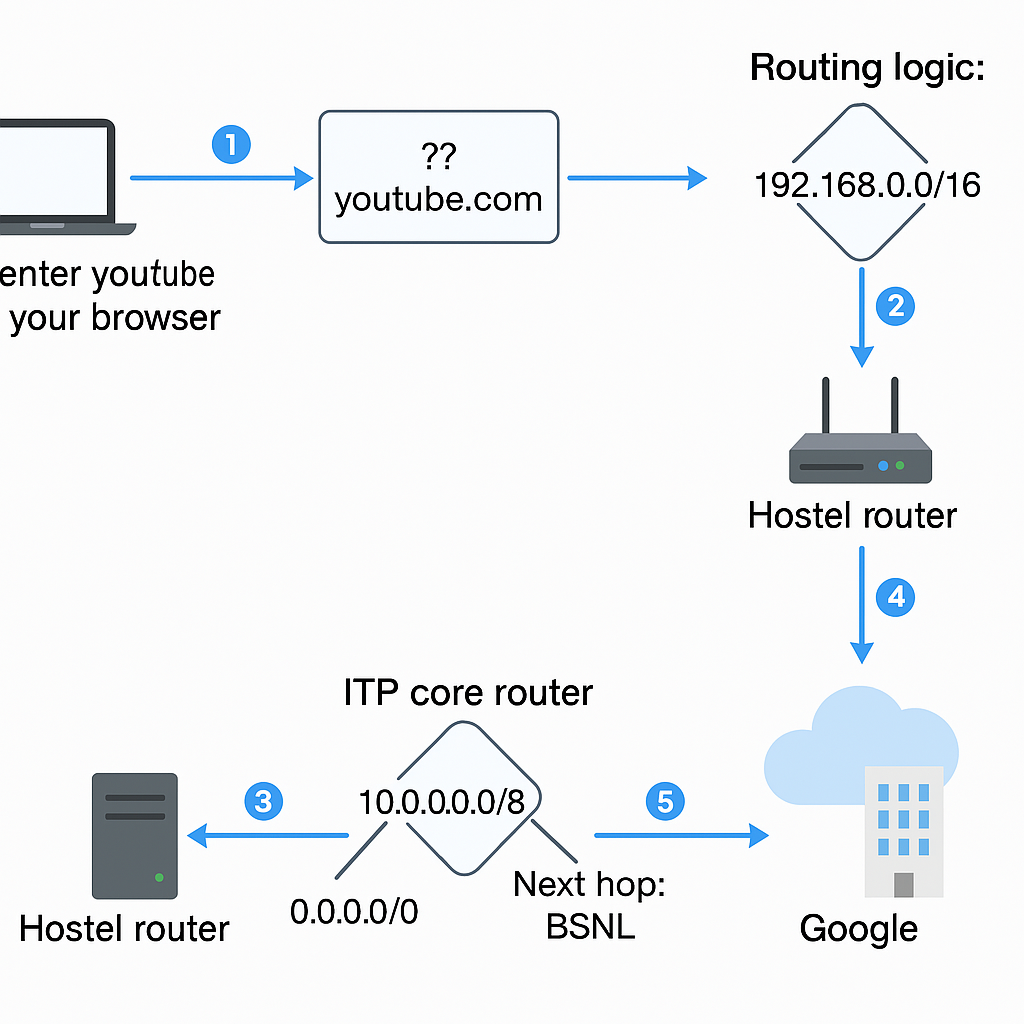 Routing logic:
1
??
youtube.com
192.168.0.0/16
enter youtube
your browser
2
Hostel router
4
ITP core router
3
10.0.0.0.0/8
5
0.0.0.0/0
Next hop:
BSNL
Hostel router
Google